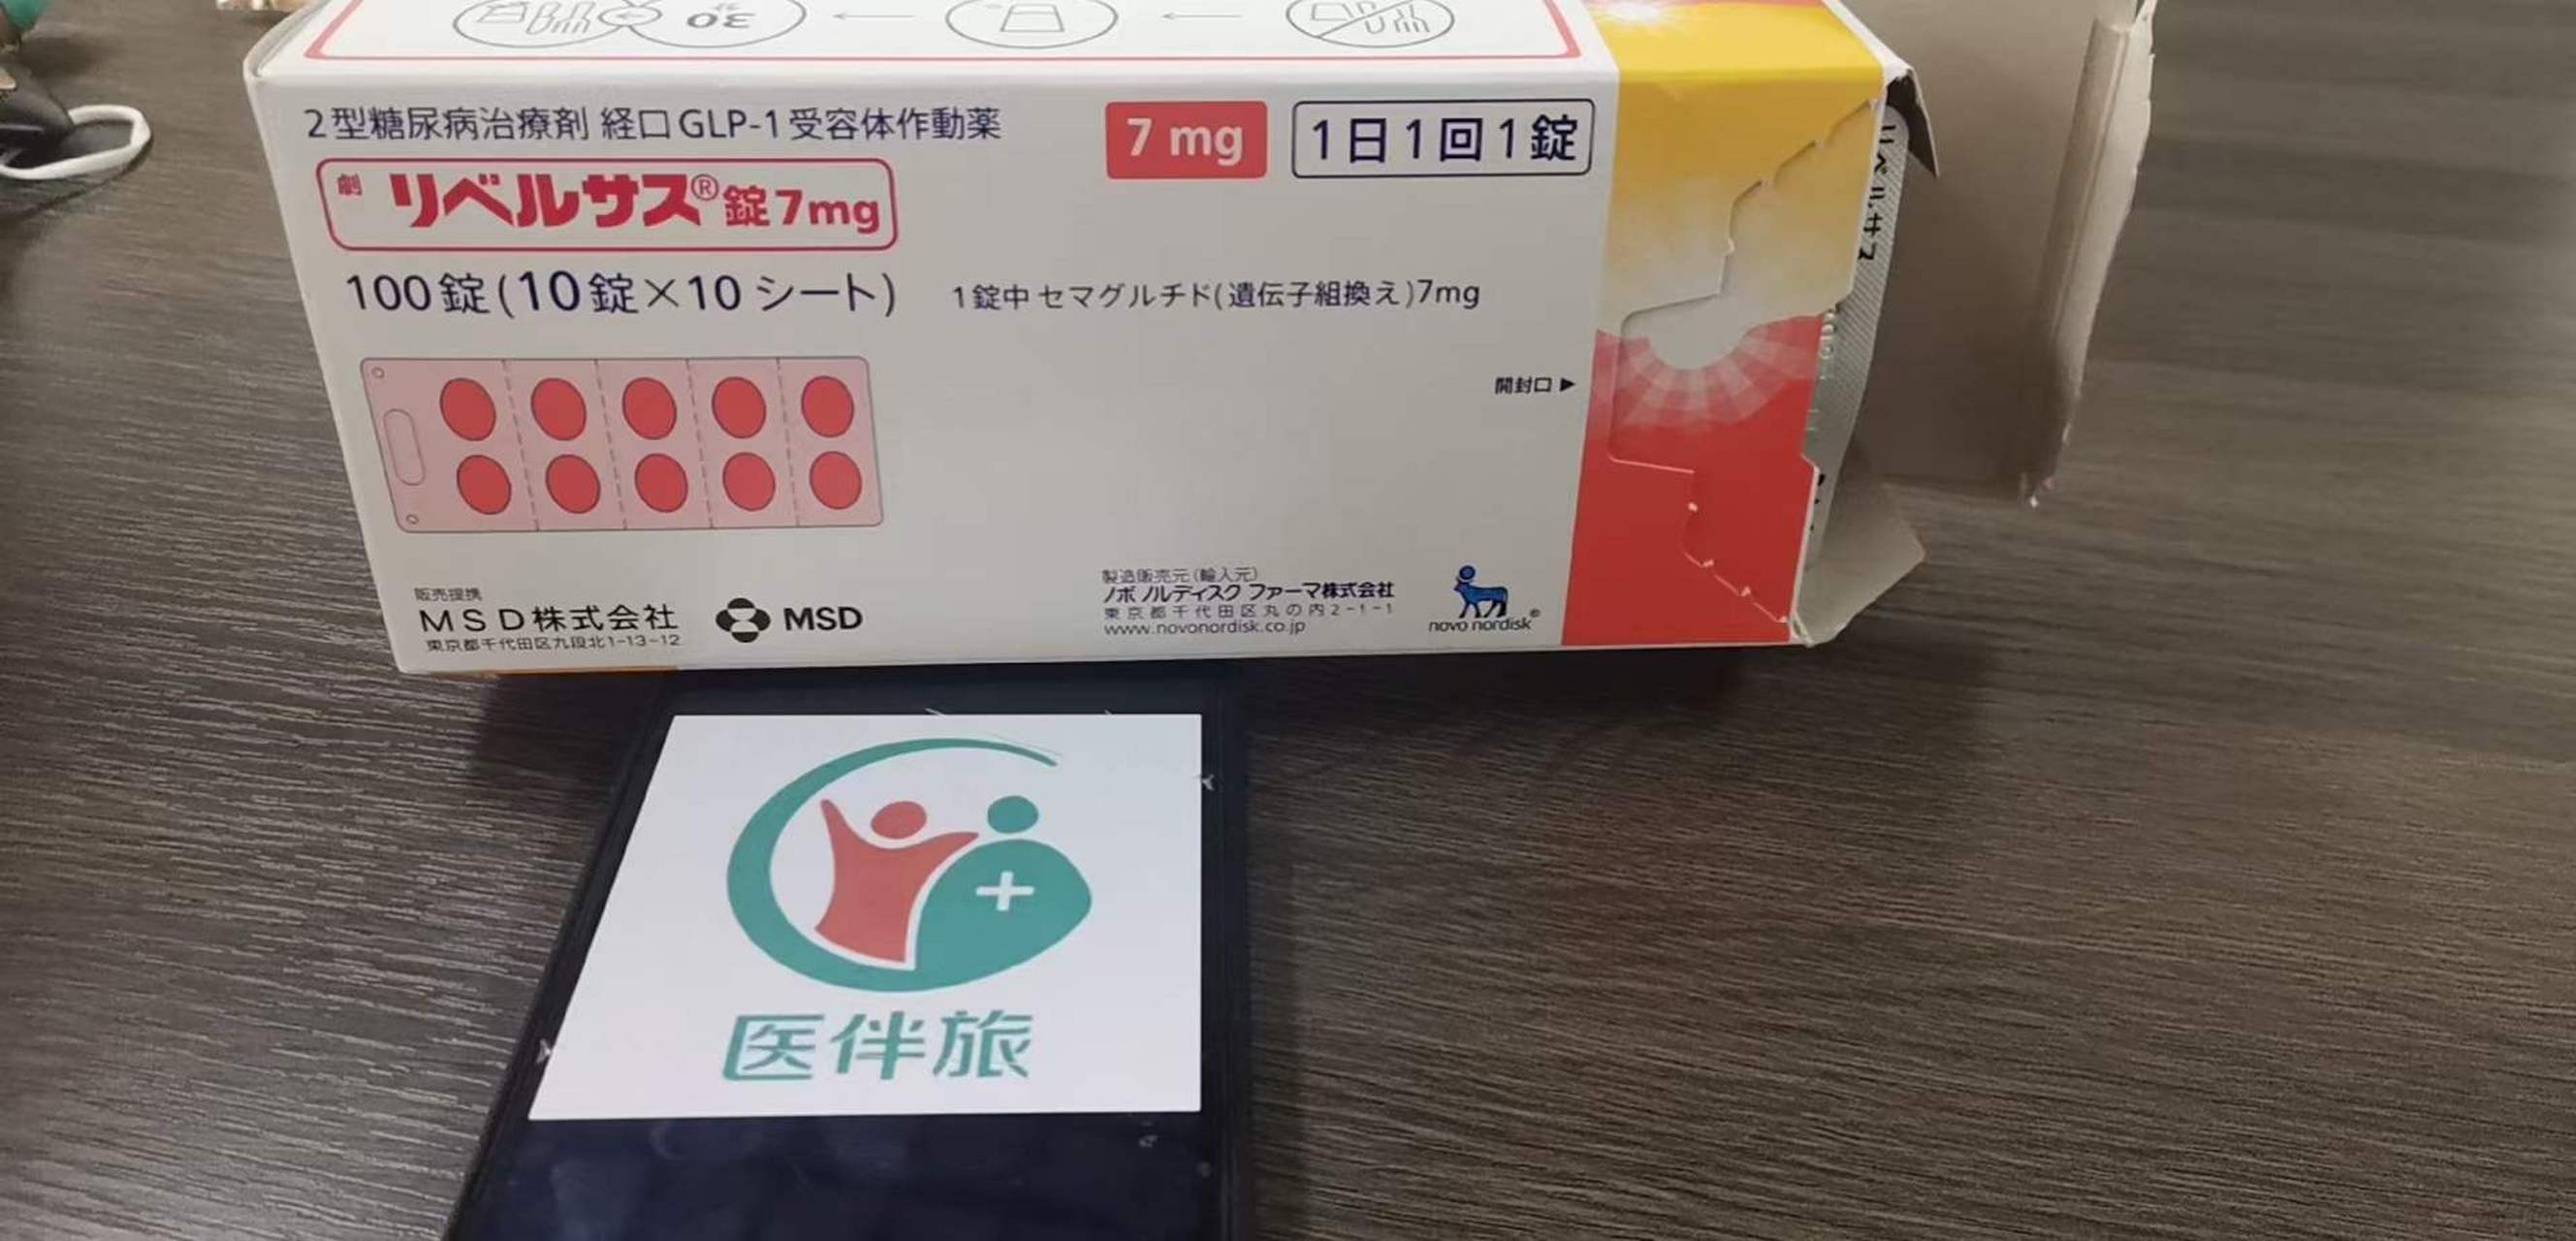 30
2型糖尿病治療剤 経口GLP-1受容体作動薬
7 mg
1日1回1錠
劇 リベルサス®錠7mg
100錠(10錠×10シート)
1錠中 セマグルチド(遺伝子組換え)7mg
開封口▶
販売提携
MSD株式会社
東京都千代田区九段北1-13-12
MSD
製造販売元(輸入元)
ノボ ノルディスク ファーマ株式会社
東京都千代田区丸の内2-1-1
www.novonordisk.co.jp
novo nordisk®
リベルサス
医伴旅